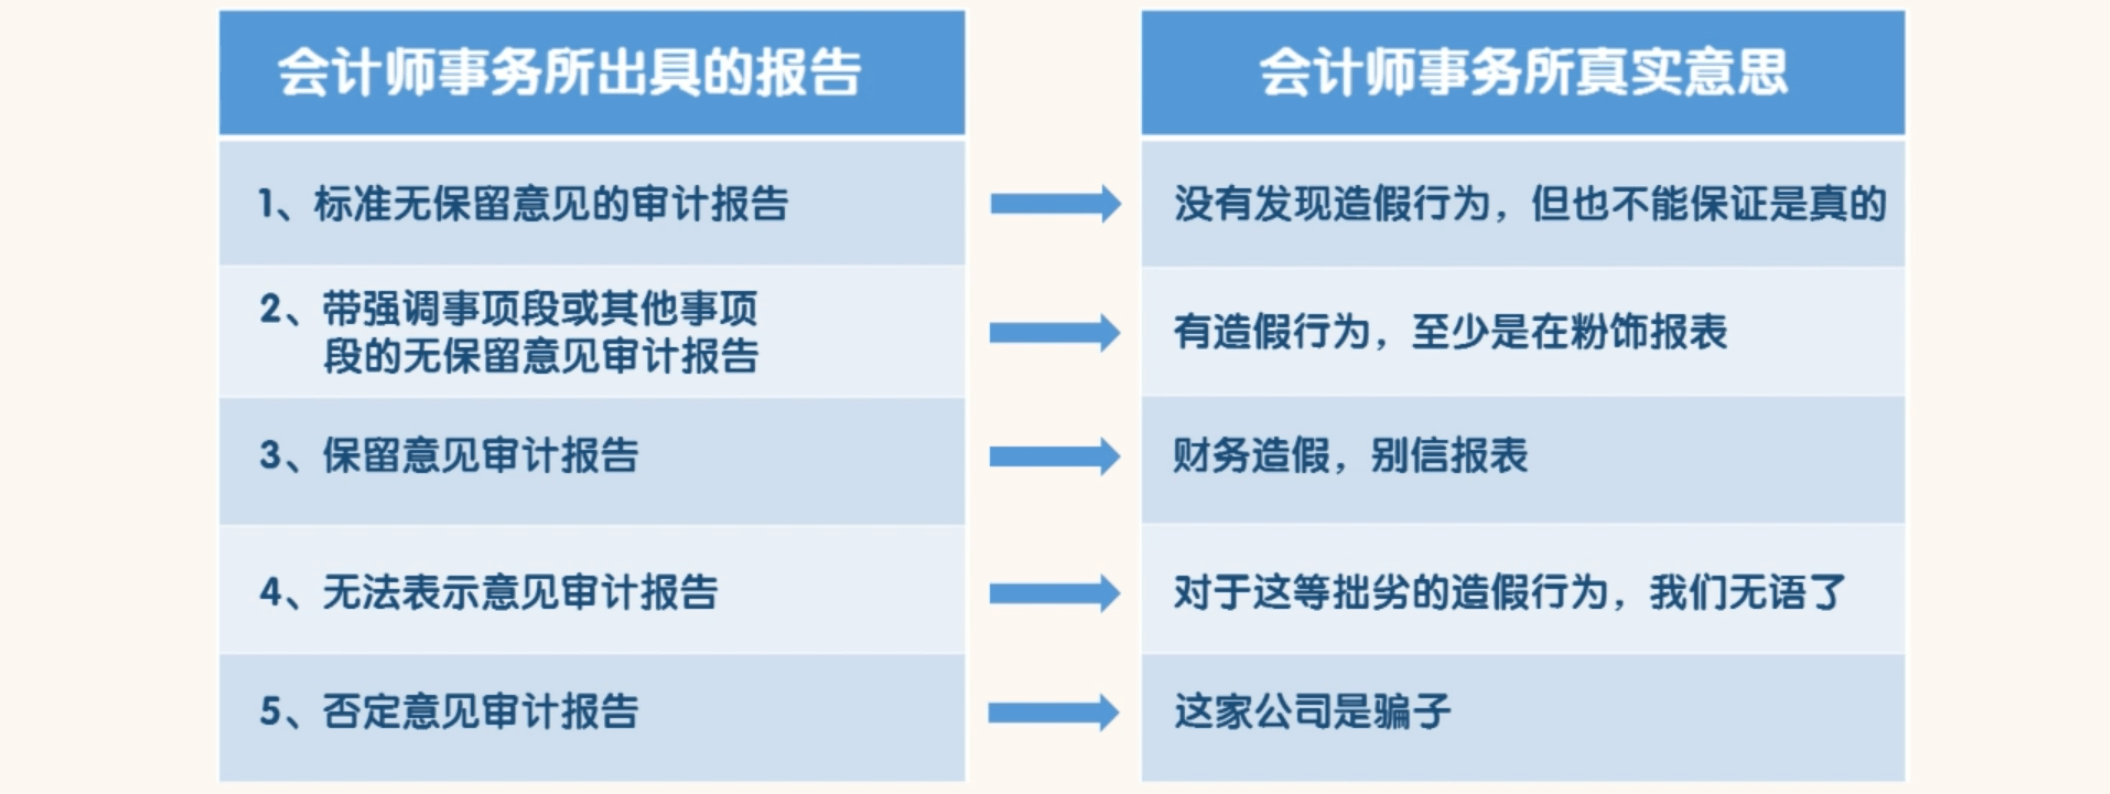 会计师事务所出具的报告
会计师事务所真实意思
1、标准无保留意见的审计报告
没有发现造假行为，但也不能保证是真的
2、带强调事项段或其他事项
段的无保留意见审计报告
有造假行为，至少是在粉饰报表
3、保留意见审计报告
财务造假，别信报表
4、无法表示意见审计报告
对于这等拙劣的造假行为，我们无语了
5、否定意见审计报告
这家公司是骗子